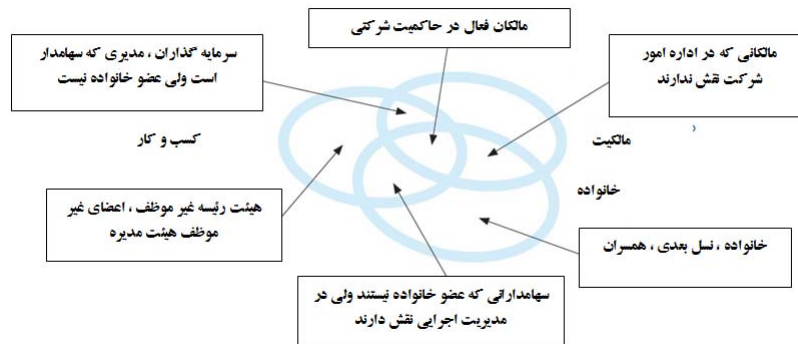 مالکان فعال در حاکمیت شرکتی
سرمایه گذاران ، مدیری که سهامدار
است ولی عضو خانواده نیست
مالکانی که در اداره امور
شرکت نقش ندارند
کسب و کار
مالکیت
خانواده
هیئت رئیسه غیر موظف ، اعضای غیر
موظف هیئت مدیره
خانواده ، نسل بعدی ، همسران
سهامدارانی که عضو خانواده نیستند ولی در
مدیریت اجرایی نقش دارند